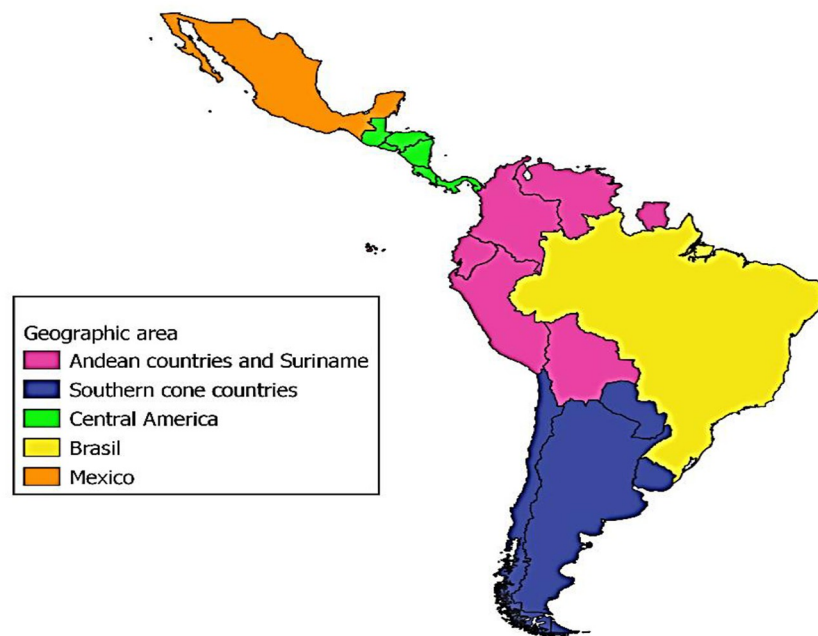 Geographic area
Andean countries and Suriname
Southern cone countries
Central America
Brasil
Mexico